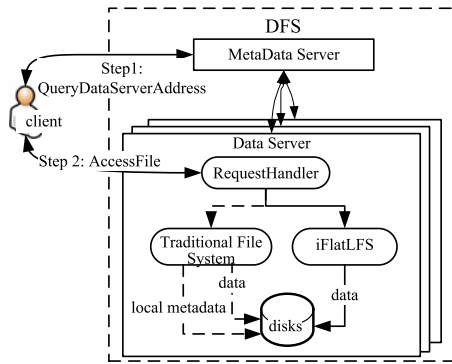 DFS
MetaData Server
Step1:
QueryDataServerAddress
client
Data Server
Step 2: AccessFile
RequestHandler
Traditional File
System
iFlatLFS
data
local metadata
data
disks